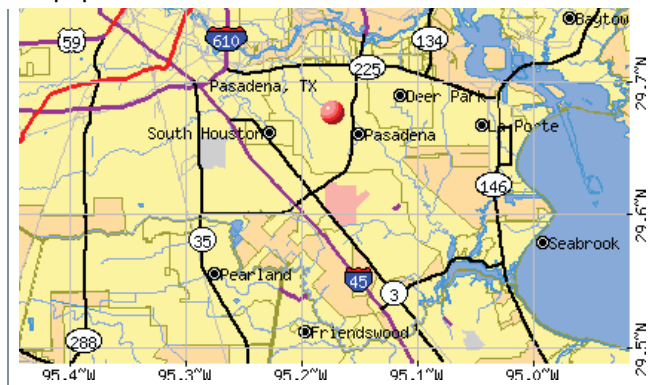 Baytow
59
610
134
225
29.7°N
Pasadena, TX
Deer Park
La Porte
South Houston
Pasadena
146
29.6°N
35
Seabrook
Pearland
45
3
Friendswood
288
29.5°N
95.4°W
95.3°W
95.2°W
95.1°W
95.0°W